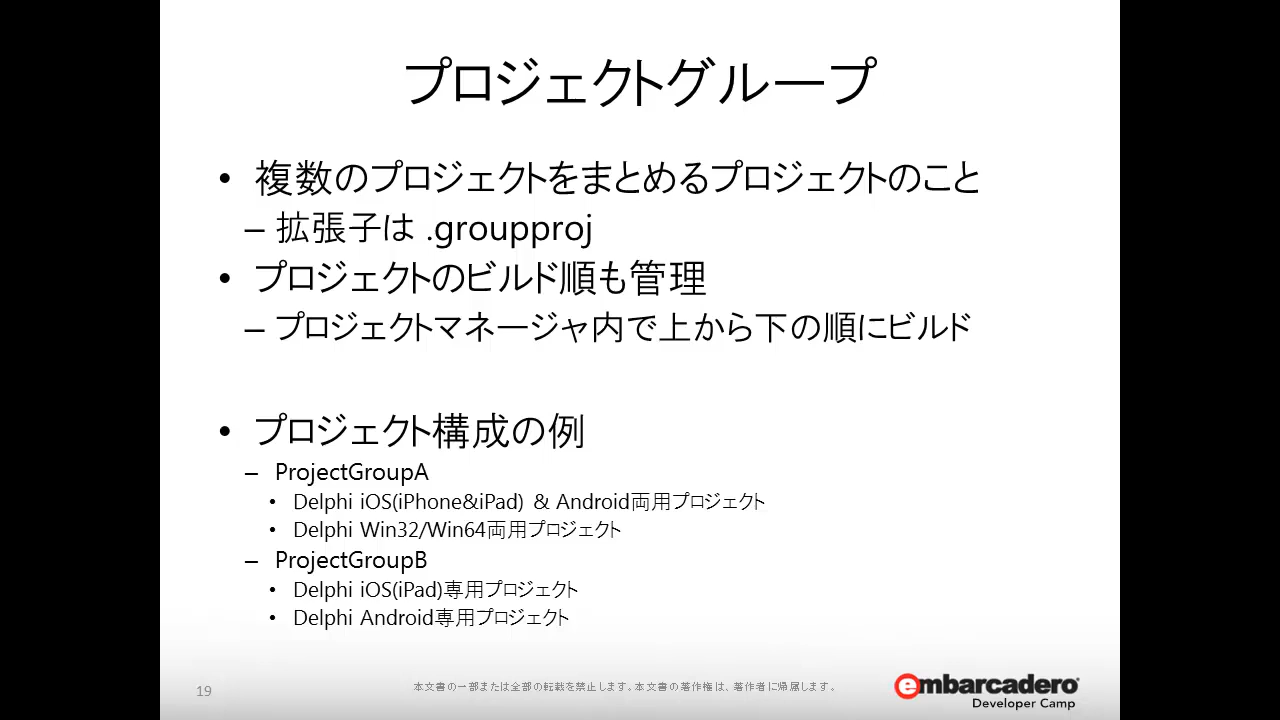 プロジェクトグループ
• 複数のプロジェクトをまとめるプロジェクトのこと
– 拡張子は .groupproj
• プロジェクトのビルド順も管理
– プロジェクトマネージャ内で上から下の順にビルド
• プロジェクト構成の例
– ProjectGroupA
• Delphi iOS(iPhone&iPad) & Android両用プロジェクト
• Delphi Win32/Win64両用プロジェクト
– ProjectGroupB
• Delphi iOS(iPad)専用プロジェクト
• Delphi Android専用プロジェクト
19
本文書の一部または全部の転載を禁止します。本文書の著作権は、著作者に帰属します。
embarcadero
Developer Camp